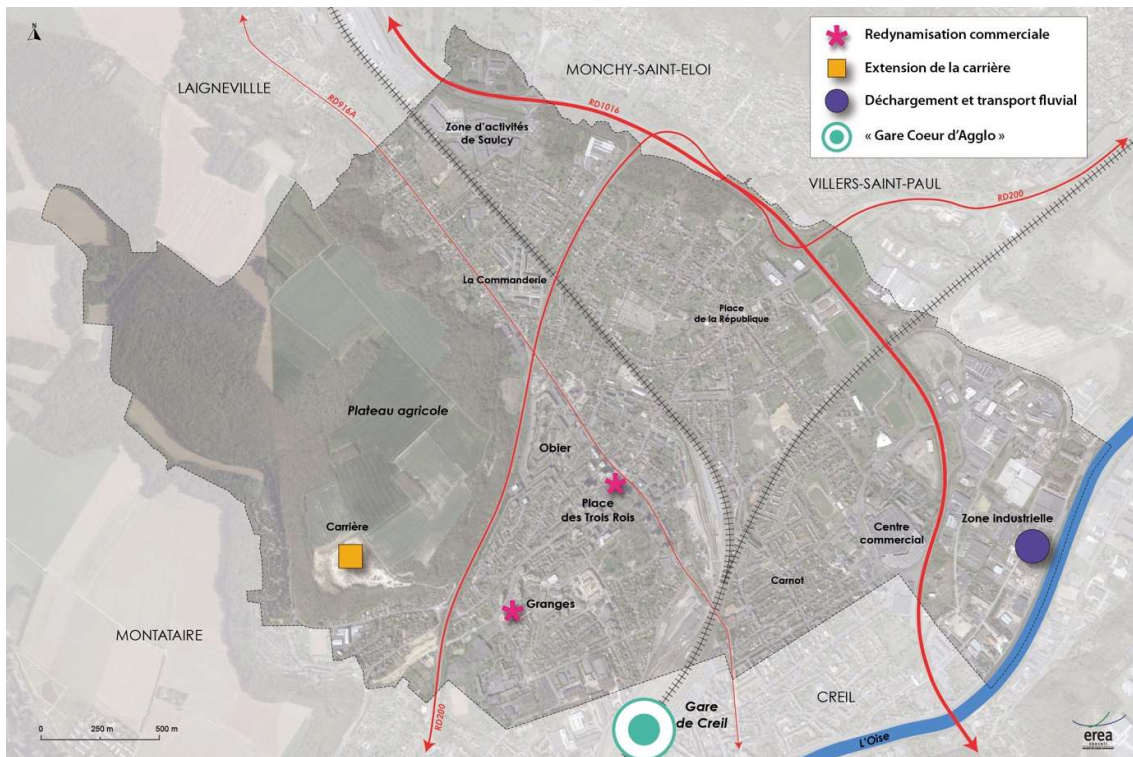 N
Redynamisation commerciale
Extension de la carrière
Déchargement et transport fluvial
« Gare Coeur d'Agglo »
MONCHY-SAINT-ELOI
LAIGNEVILLLE
RD916A
RD1016
Zone d'activités
de Saulcy
VILLERS-SAINT-PAUL
RD200
La Commanderie
Place
de la République
Plateau agricole
Obier
Place
des Trois Rois
Carrière
Centre
commercial
Zone industrielle
Carnot
Granges
MONTATAIRE
CREIL
Gare
de Creil
RD200
L'Oise
0 250 m 500 m
erea
conseil